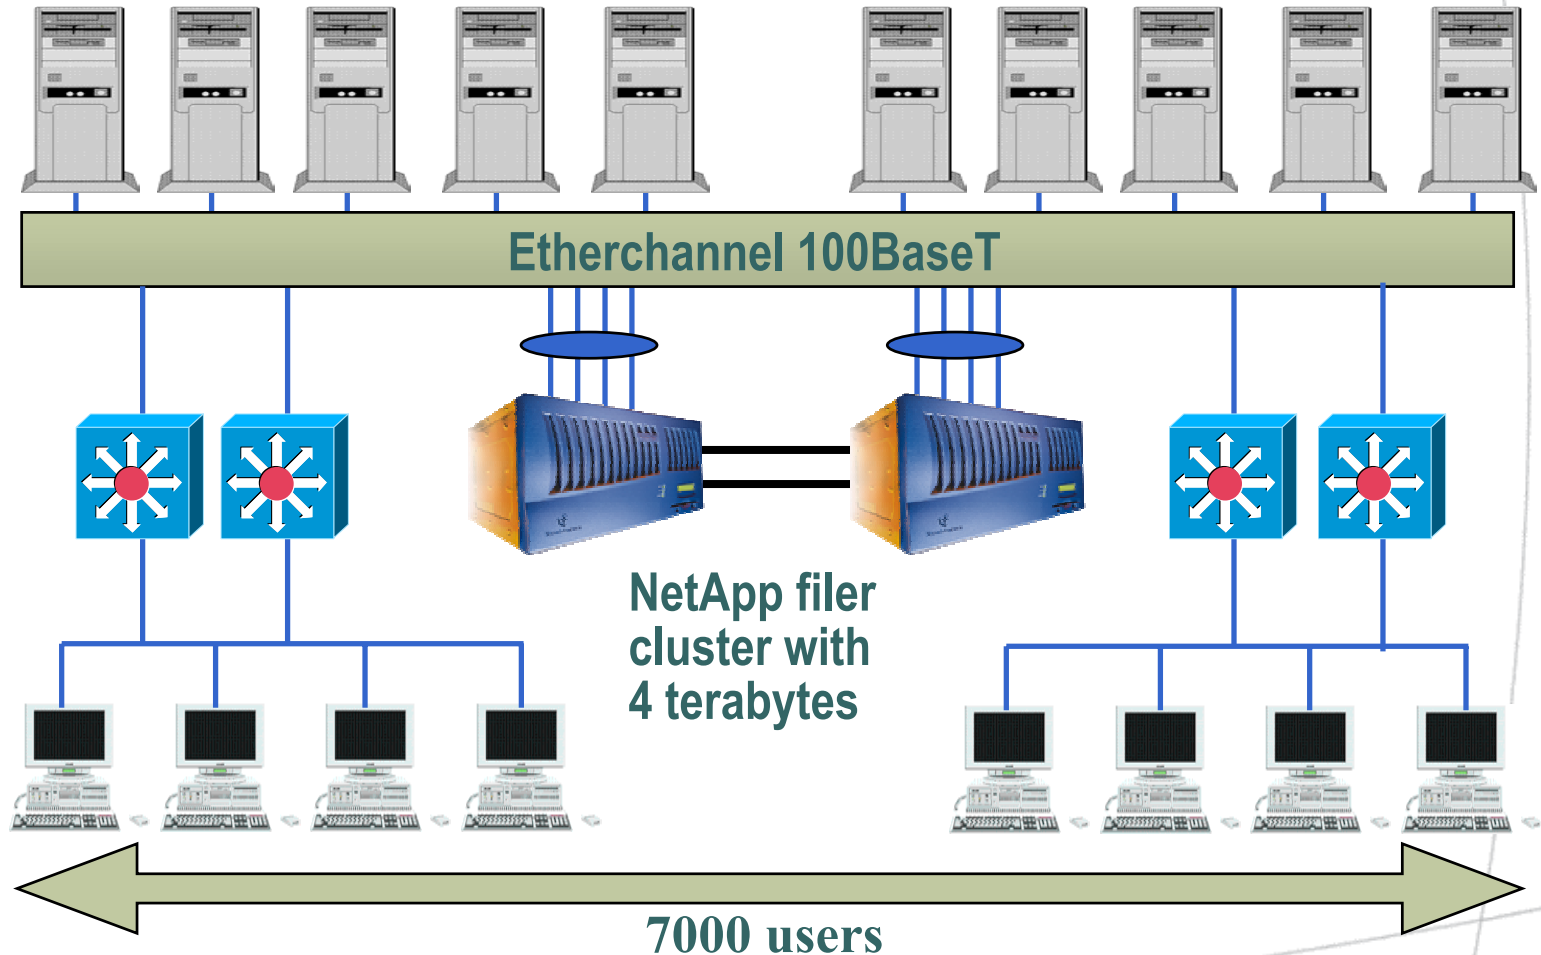 Etherchannel 100BaseT
NetApp filer
cluster with
4 terabytes
7000 users